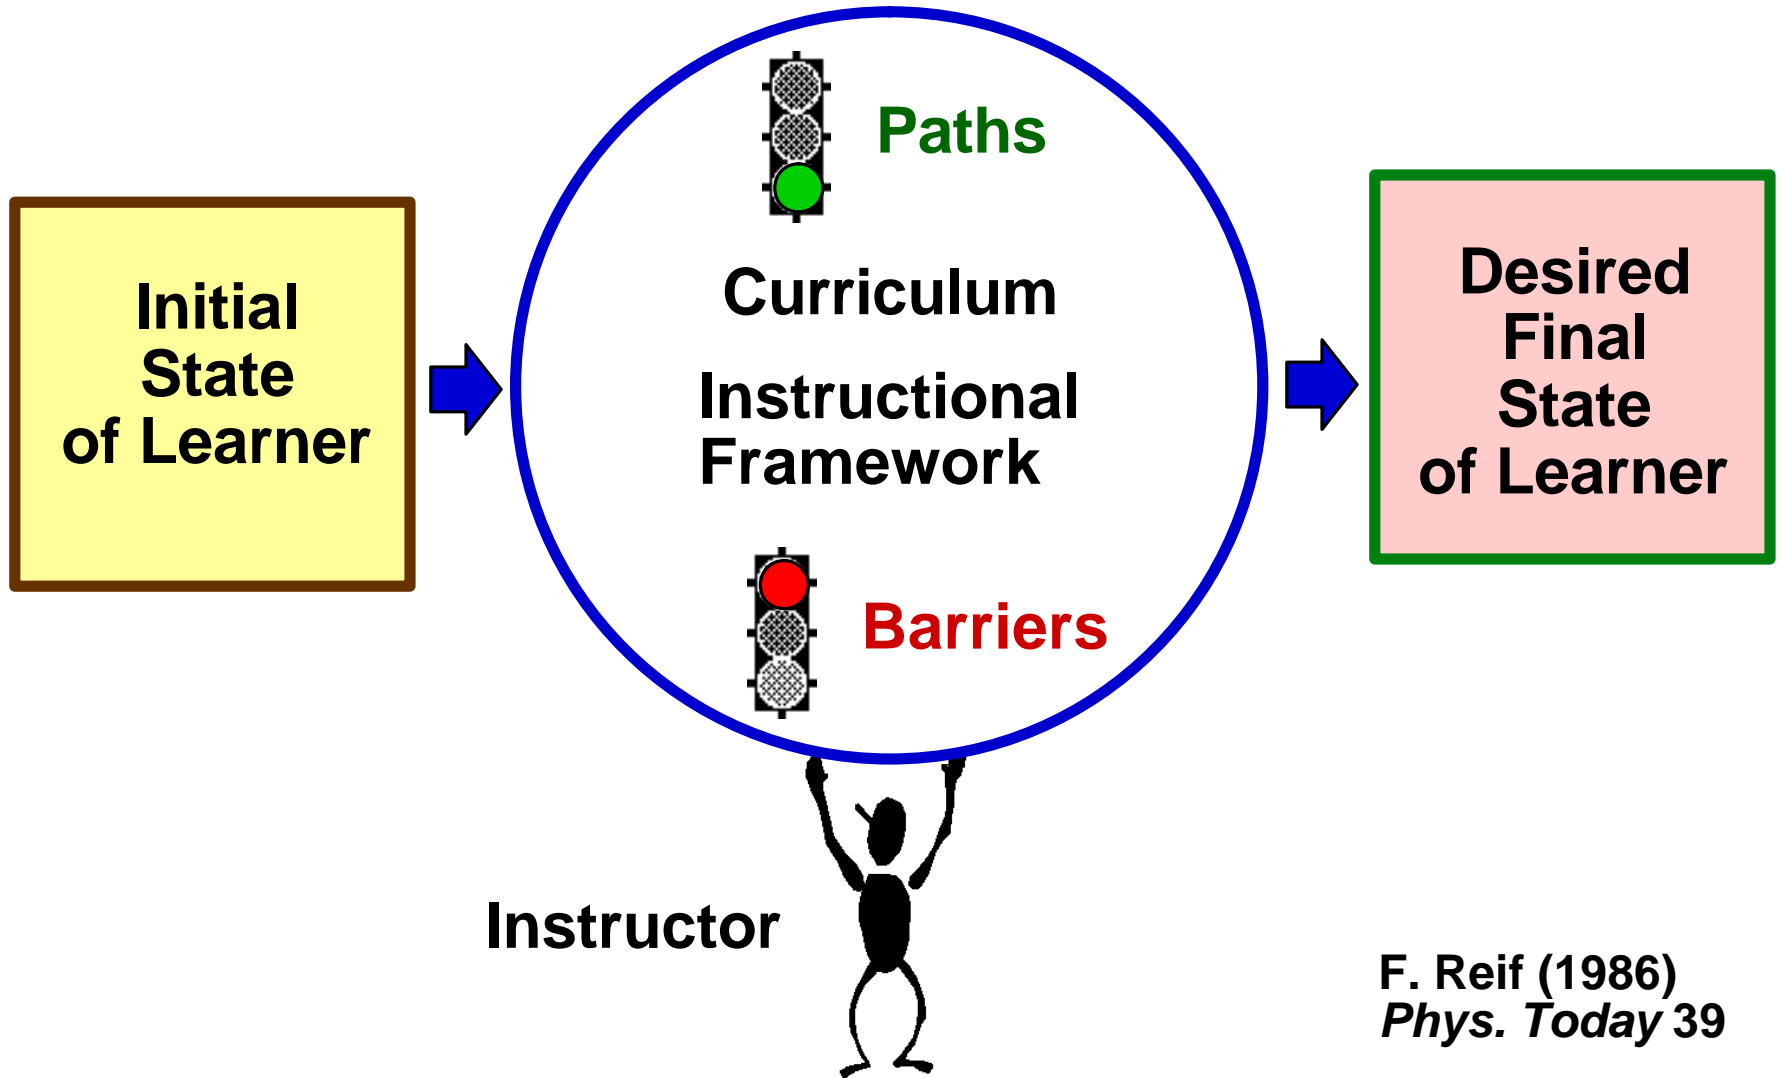 Initial
State
of Learner
Paths
Curriculum
Instructional
Framework
Barriers
Desired
Final
State
of Learner
Instructor
F. Reif (1986)
Phys. Today 39